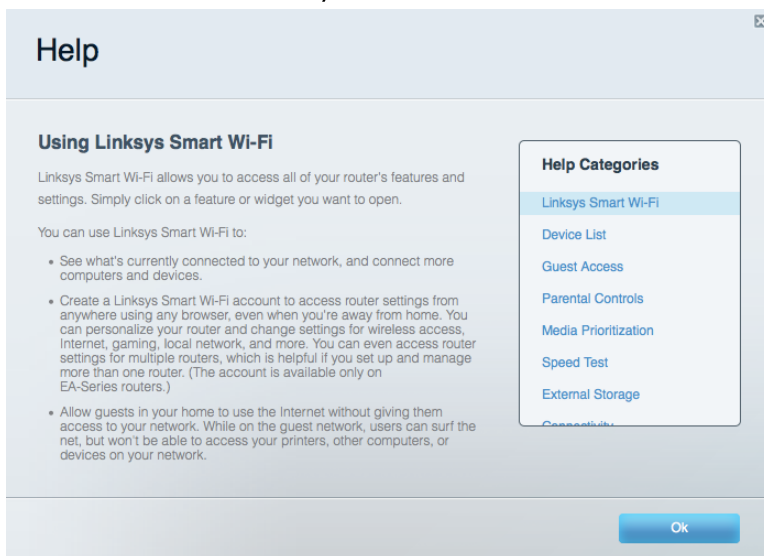 Help
Using Linksys Smart Wi-Fi
Linksys Smart Wi-Fi allows you to access all of your router's features and
settings. Simply click on a feature or widget you want to open.
You can use Linksys Smart Wi-Fi to:
• See what's currently connected to your network, and connect more
computers and devices.
• Create a Linksys Smart Wi-Fi account to access router settings from
anywhere using any browser, even when you're away from home. You
can personalize your router and change settings for wireless access,
Internet, gaming, local network, and more. You can even access router
settings for multiple routers, which is helpful if you set up and manage
more than one router. (The account is available only on
EA-Series routers.)
• Allow guests in your home to use the Internet without giving them
access to your network. While on the guest network, users can surf the
net, but won't be able to access your printers, other computers, or
devices on your network.
Help Categories
Linksys Smart Wi-Fi
Device List
Guest Access
Parental Controls
Media Prioritization
Speed Test
External Storage
Connectivity
Ok